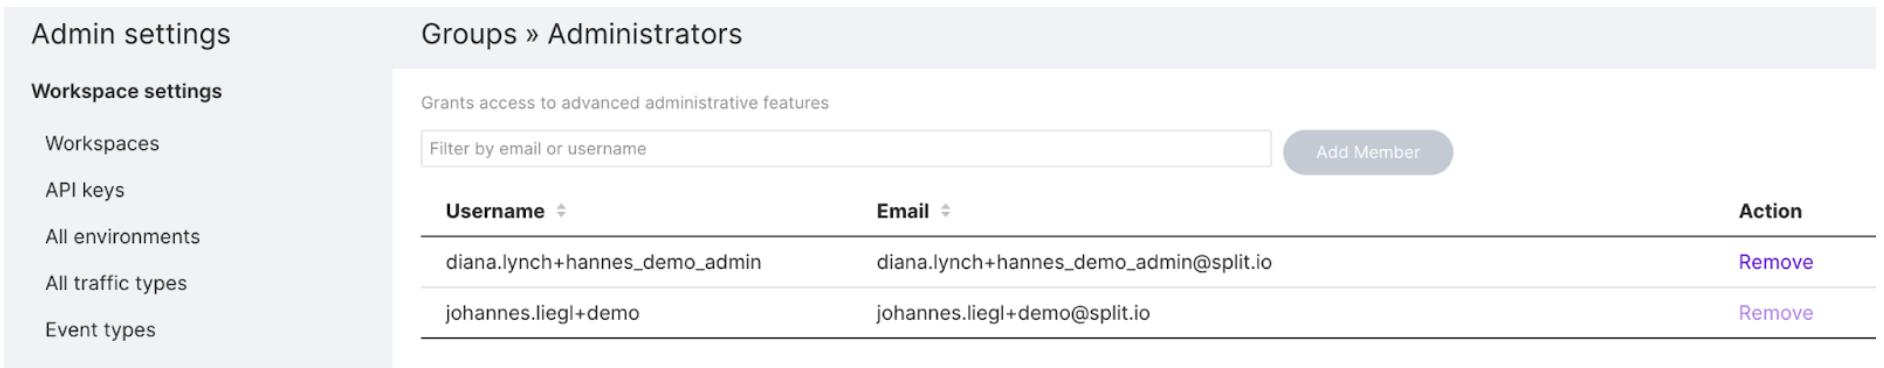 Admin settings
Workspace settings
Workspaces
API keys
All environments
All traffic types
Event types
Groups » Administrators
Grants access to advanced administrative features
Filter by email or username
Add Member
Username Email Action
diana.lynch+hannes_demo_admin diana.lynch+hannes_demo_admin@split.io Remove
johannes.liegl+demo johannes.liegl+demo@split.io Remove